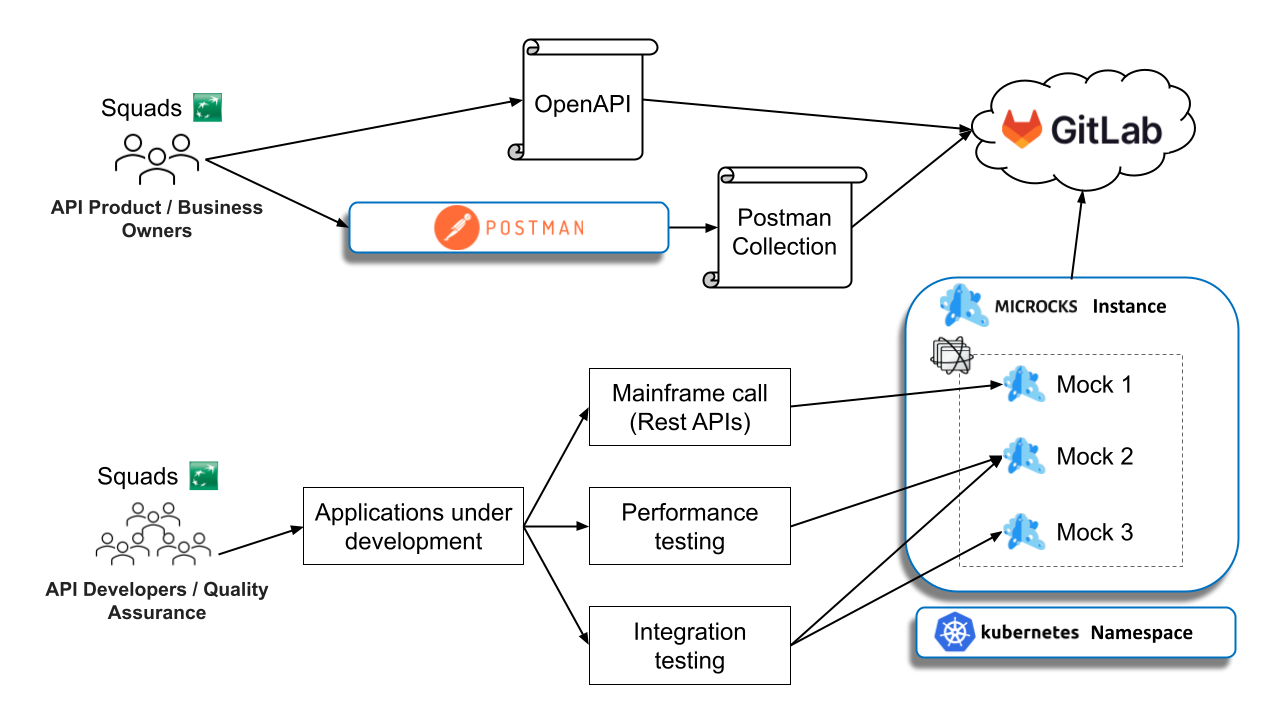 Squads
API Product / Business
Owners
OpenAPI
POSTMAN
Postman
Collection
GitLab
MICROCKS Instance
Mock 1
Mock 2
Mock 3
kubernetes Namespace
Squads
API Developers / Quality
Assurance
Applications under
development
Mainframe call
(Rest APIs)
Performance
testing
Integration
testing